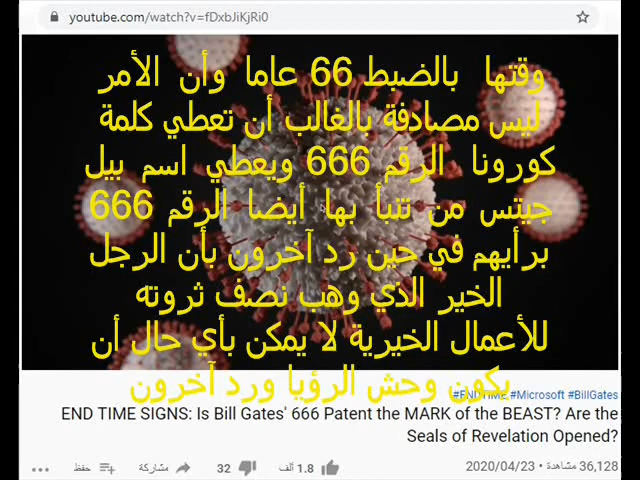 youtube.com/watch?v=fDxbJiKjRi0
وقتها بالضبط 66 عاما وأن الأمر
ليس مصادفة بالغالب أن تعطي كلمة
كورونا الرقم 666 ويعطي اسم بيل
جيتس من تنبأ بها أيضا الرقم 666
برأيهم في حين رد آخرون بأن الرجل
الخير الذي وهب نصف ثروته
للأعمال الخيرية لا يمكن بأي حال أن
يكون وحش الرؤيا ورد آخرون
#ENDTIME #Microsoft #BillGates
END TIME SIGNS: Is Bill Gates' 666 Patent the MARK of the BEAST? Are the
Seals of Revelation Opened?
36,128 مشاهدة • 2020/04/23
1.8 ألف 32 مشاركة حفظ